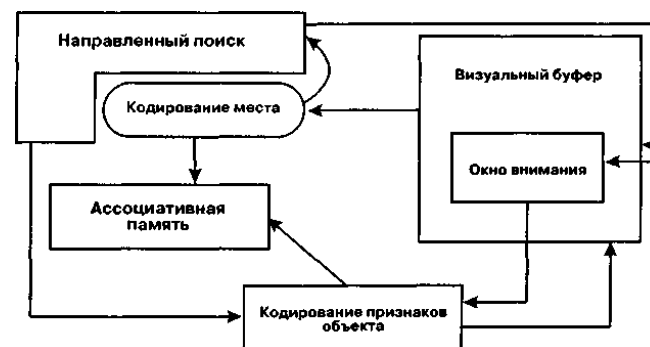 Направленный поиск
Визуальный буфер
Кодирование места
Окно внимания
Ассоциативная
память
Кодирование признаков
объекта